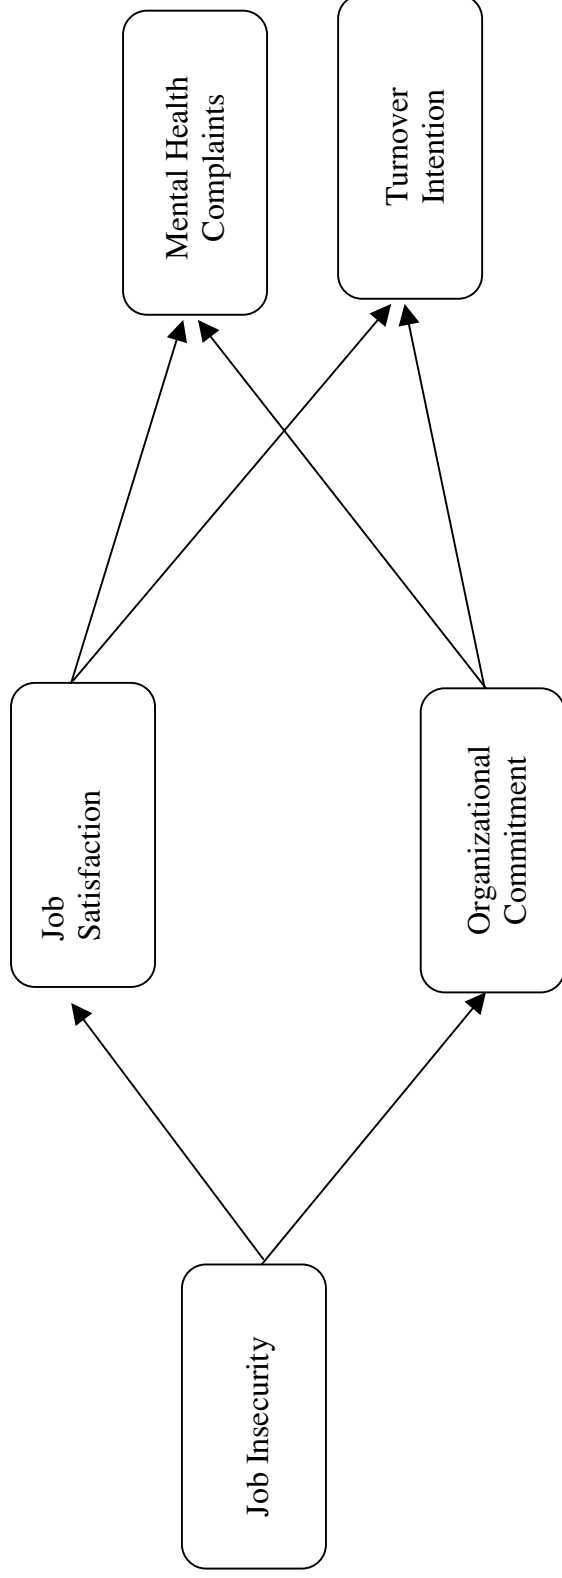 Job Insecurity
Job
Satisfaction
Organizational
Commitment
Mental Health
Complaints
Turnover
Intention